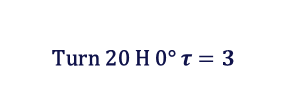 Turn 20 H 0° τ = 3